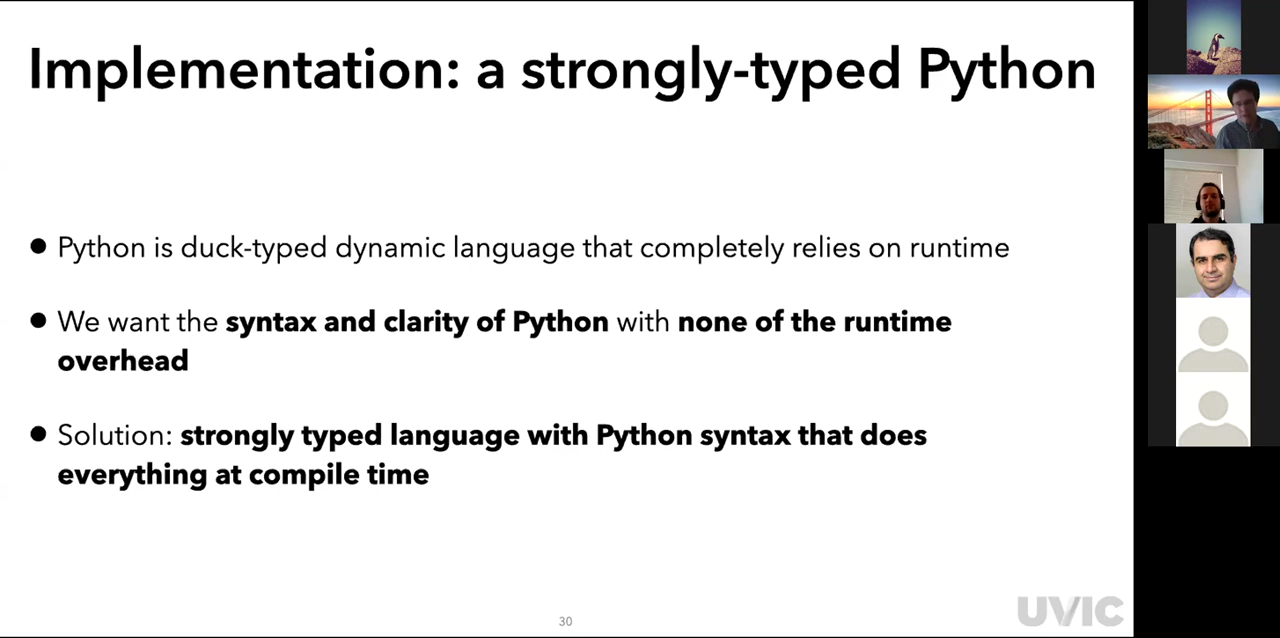 Implementation: a strongly-typed Python
● Python is duck-typed dynamic language that completely relies on runtime
● We want the syntax and clarity of Python with none of the runtime
overhead
● Solution: strongly typed language with Python syntax that does
everything at compile time
30
UVIC